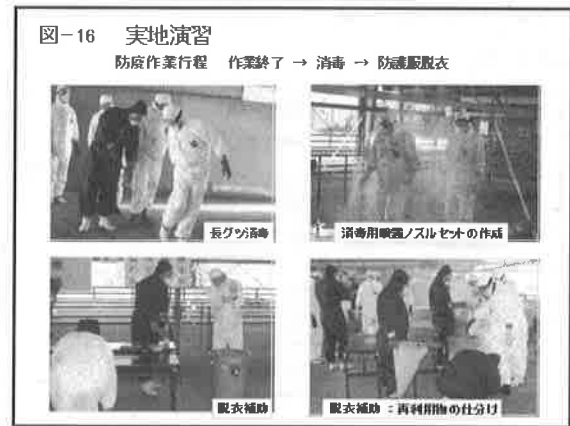 図－16　実地演習
防疫作業行程　作業終了 → 消毒 → 防護服脱衣
長グツ消毒
消毒用噴霧ノズルセットの作成
脱衣補助
脱衣補助：再利用物の仕分け